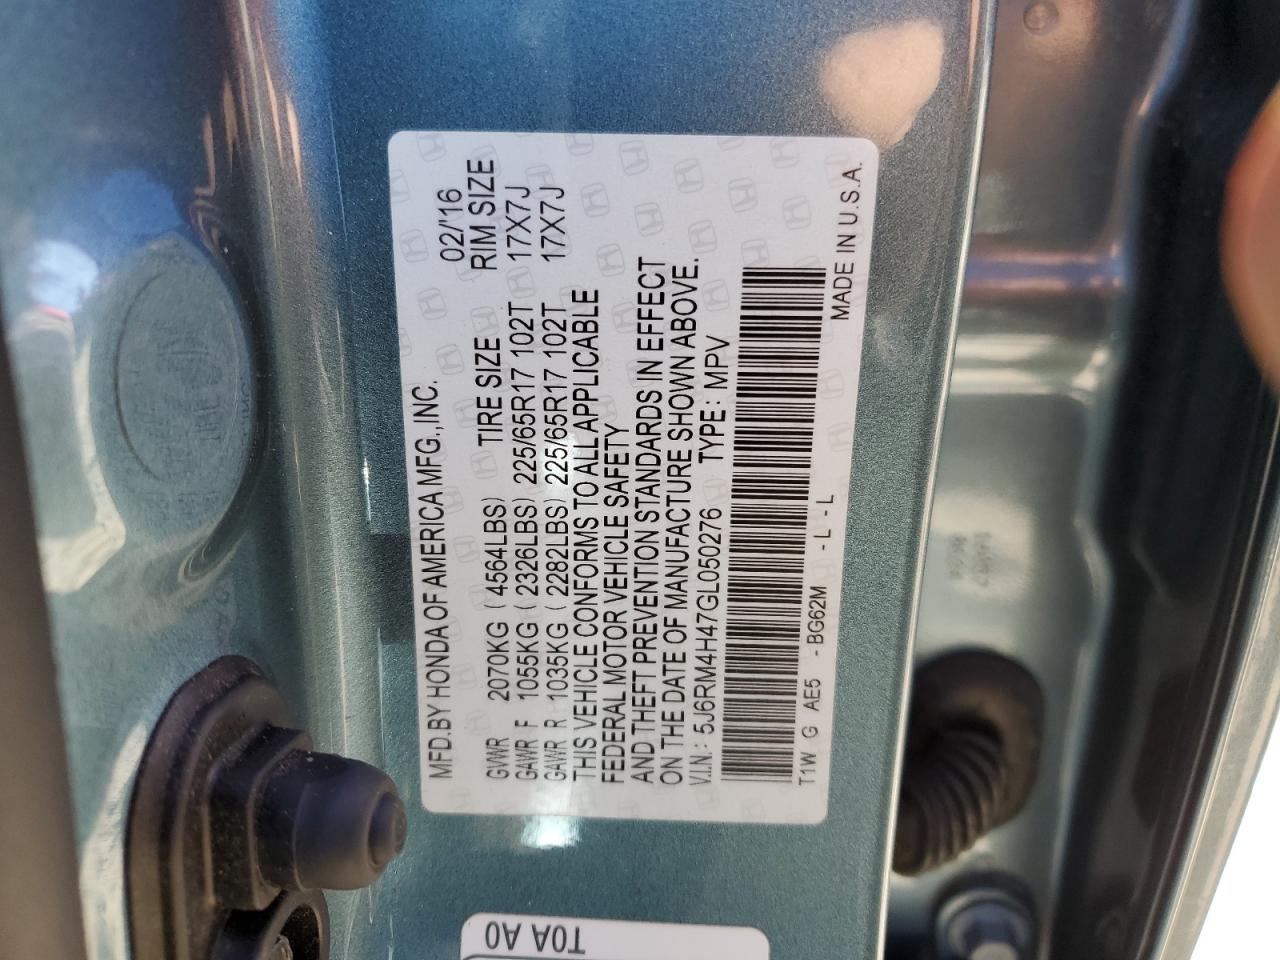 MFD.BY HONDA OF AMERICA MFG.,INC. 02/'16
GVWR 2070KG ( 4564LBS) TIRE SIZE RIM SIZE
GAWR F 1055KG ( 2326LBS) 225/65R17 102T 17X7J
GAWR R 1035KG ( 2282LBS) 225/65R17 102T 17X7J
THIS VEHICLE CONFORMS TO ALL APPLICABLE
FEDERAL MOTOR VEHICLE SAFETY
AND THEFT PREVENTION STANDARDS IN EFFECT
ON THE DATE OF MANUFACTURE SHOWN ABOVE.
V.I.N.: 5J6RM4H47GL050276 TYPE: MPV
T1W G AE5 -BG62M -L -L MADE IN U.S.A.
T0A A0